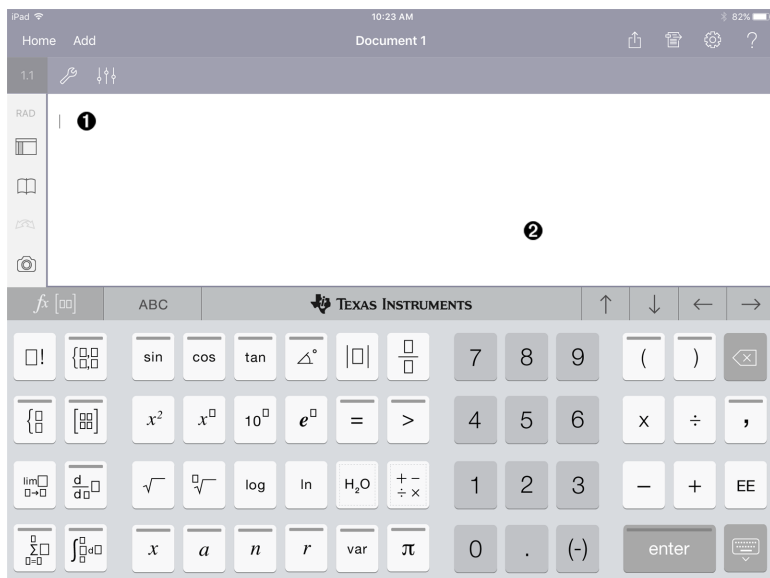 iPad 10:23 AM 82%
Home Add Document 1 ?
1.1
RAD
❶
❷
fx [▯▯] ABC TEXAS INSTRUMENTS ↑ ↓ ← →
▯! {▯,▯ ▯,▯ sin cos tan ∠° |▯| ▯/▯ 7 8 9 ( )
{▯ ▯ [▯▯ ▯▯] x² x▯ 10▯ e▯ = > 4 5 6 x ÷ ,
lim▯ ▯→▯ d/d▯▯ √ ▯√ log ln H₂O + − ÷ × 1 2 3 − + EE
▯ Σ▯ ▯=▯ ∫▯d▯ x a n r var π 0 . (-) enter